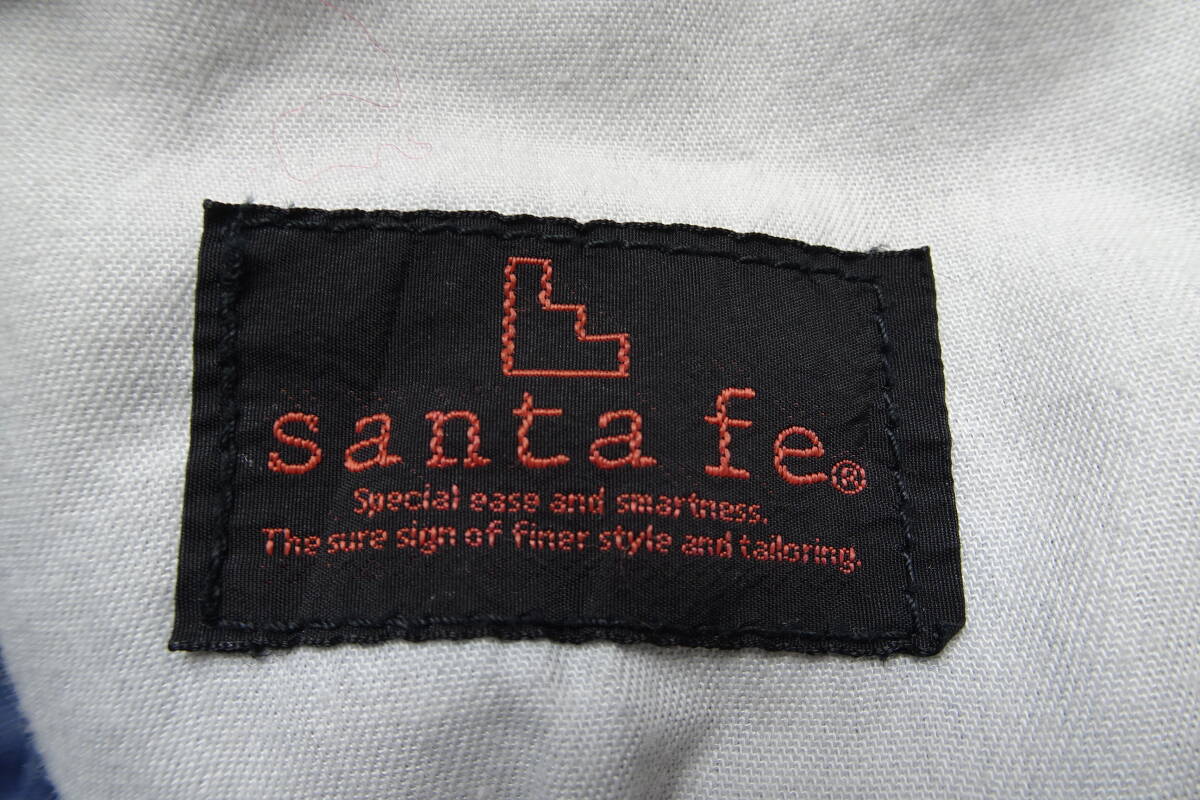 santa fe®
Special ease and smartness.
The sure sign of finer style and tailoring.